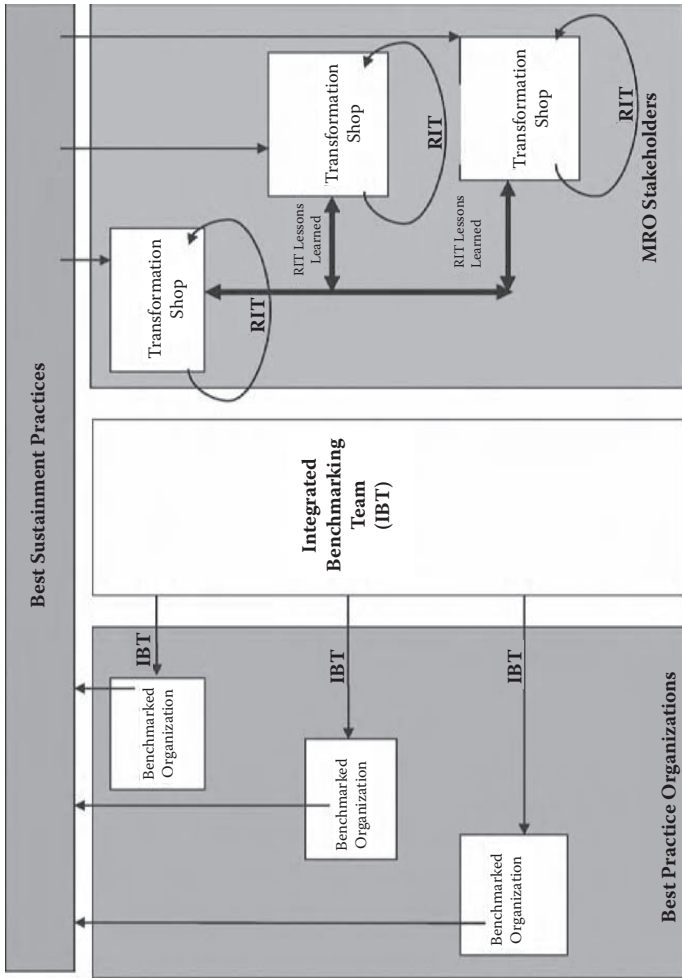 Best Sustainment Practices
Benchmarked
Organization
IBT
Benchmarked
Organization
IBT
Benchmarked
Organization
IBT
Best Practice Organizations
Integrated
Benchmarking
Team
(IBT)
Transformation
Shop
RIT
RIT Lessons
Learned
Transformation
Shop
RIT
RIT Lessons
Learned
Transformation
Shop
RIT
MRO Stakeholders